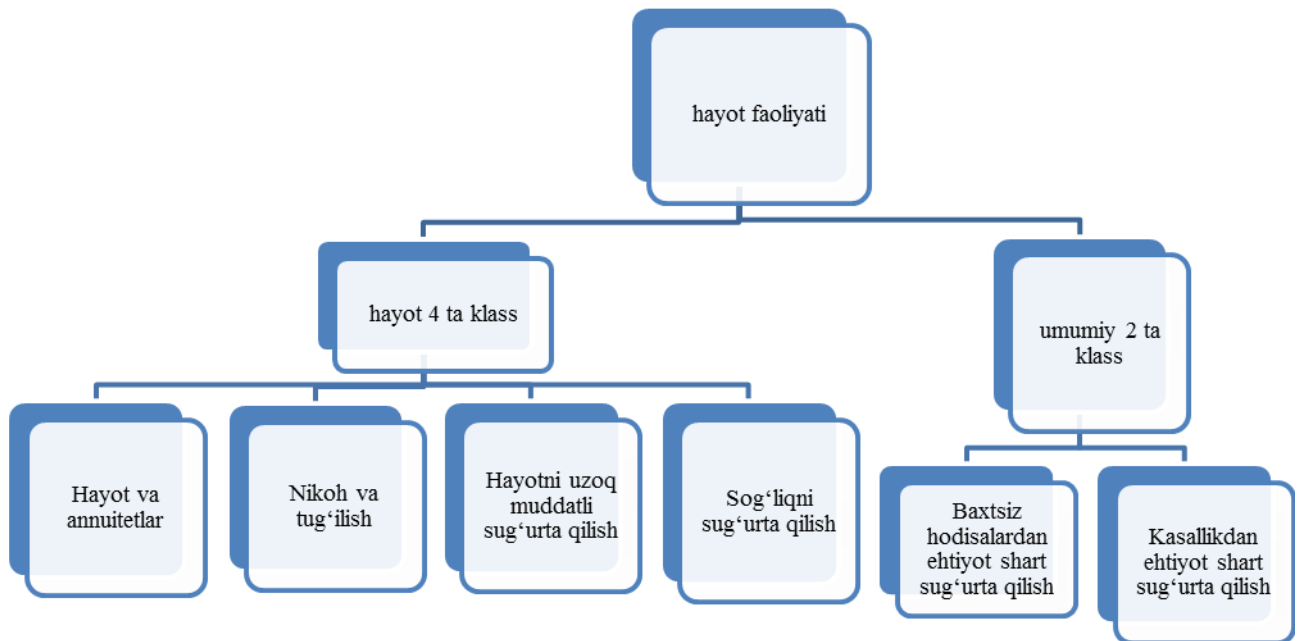 hayot faoliyati
hayot 4 ta klass
umumiy 2 ta
klass
Hayot va
annuitetlar
Nikoh va
tug‘ilish
Hayotni uzoq
muddatli
sug‘urta qilish
Sog‘liqni
sug‘urta qilish
Baxtsiz
hodisalardan
ehtiyot shart
sug‘urta qilish
Kasallikdan
ehtiyot shart
sug‘urta qilish